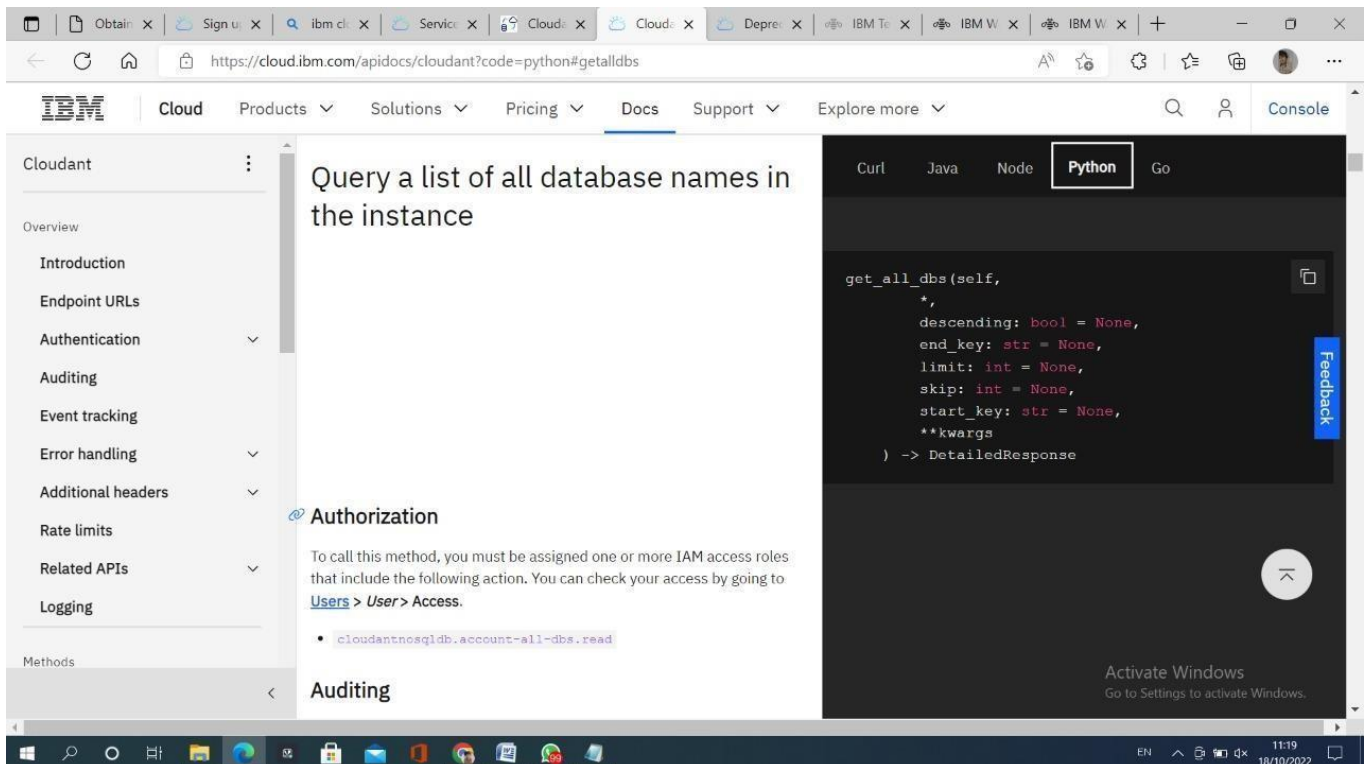 Obtain
Sign u
ibm cl
Service
Clouda
Clouda
Deprec
IBM Te
IBM W
IBM W
https://cloud.ibm.com/apidocs/cloudant?code=python#getalldbs
IBM
Cloud
Products
Solutions
Pricing
Docs
Support
Explore more
Console
Cloudant
Overview
Introduction
Endpoint URLs
Authentication
Auditing
Event tracking
Error handling
Additional headers
Rate limits
Related APIs
Logging
Methods
Query a list of all database names in
the instance
Authorization
To call this method, you must be assigned one or more IAM access roles
that include the following action. You can check your access by going to
Users > User > Access.
• cloudantnosqldb.account-all-dbs.read
Auditing
Curl
Java
Node
Python
Go
get_all_dbs(self,
*,
descending: bool = None,
end_key: str = None,
limit: int = None,
skip: int = None,
start_key: str = None,
**kwargs
) -> DetailedResponse
Feedback
Activate Windows
Go to Settings to activate Windows.
EN
11:19
18/10/2022